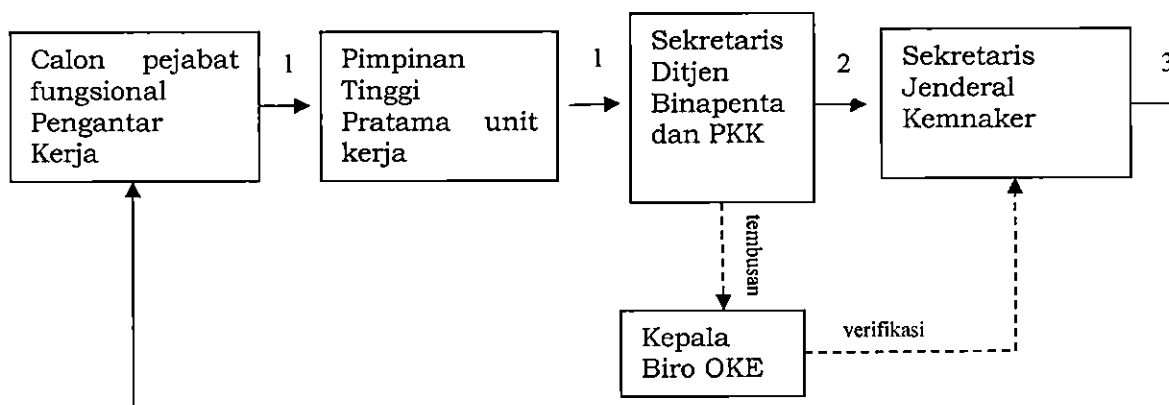 Calon pejabat
fungsional
Pengantar
Kerja
1
Pimpinan
Tinggi
Pratama unit
kerja
1
Sekretaris
Ditjen
Binapenta
dan PKK
2
Sekretaris
Jenderal
Kemnaker
3
tembusan
Kepala
Biro OKE
verifikasi